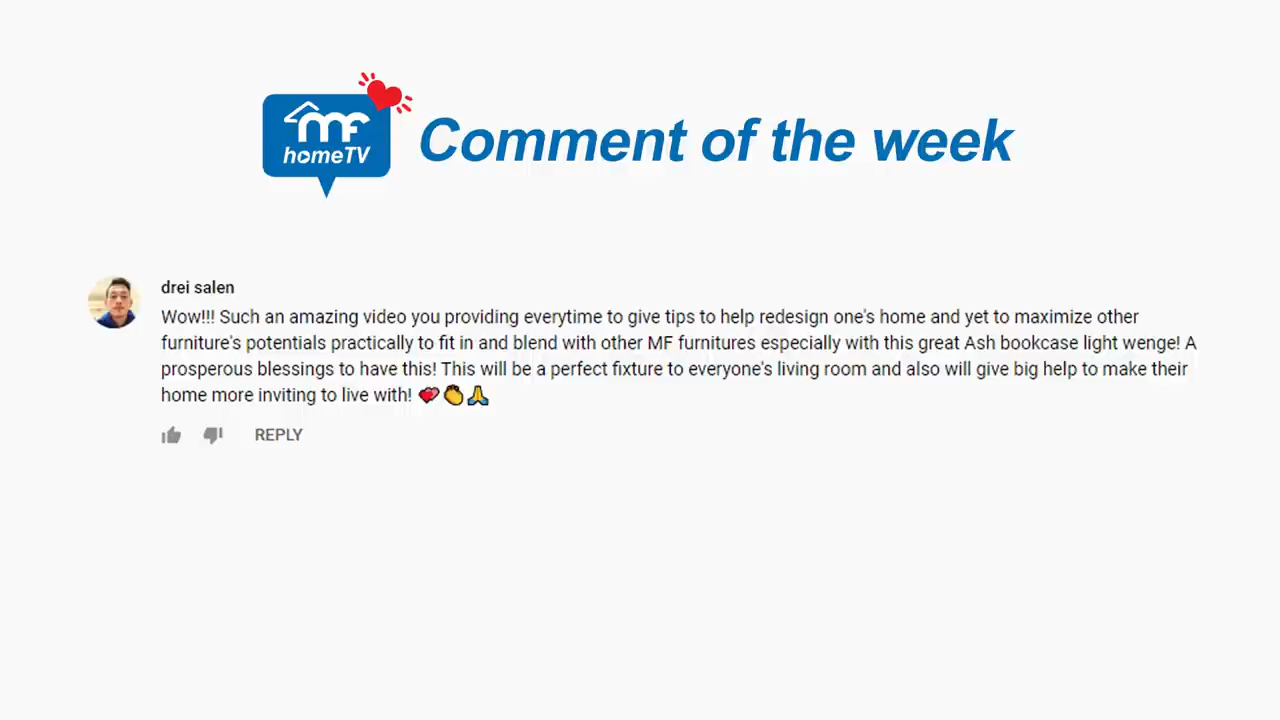 mf
homeTV
Comment of the week
drei salen
Wow!!! Such an amazing video you providing everytime to give tips to help redesign one's home and yet to maximize other
furniture's potentials practically to fit in and blend with other MF furnitures especially with this great Ash bookcase light wenge! A
prosperous blessings to have this! This will be a perfect fixture to everyone's living room and also will give big help to make their
home more inviting to live with! 💕👏🙏
REPLY